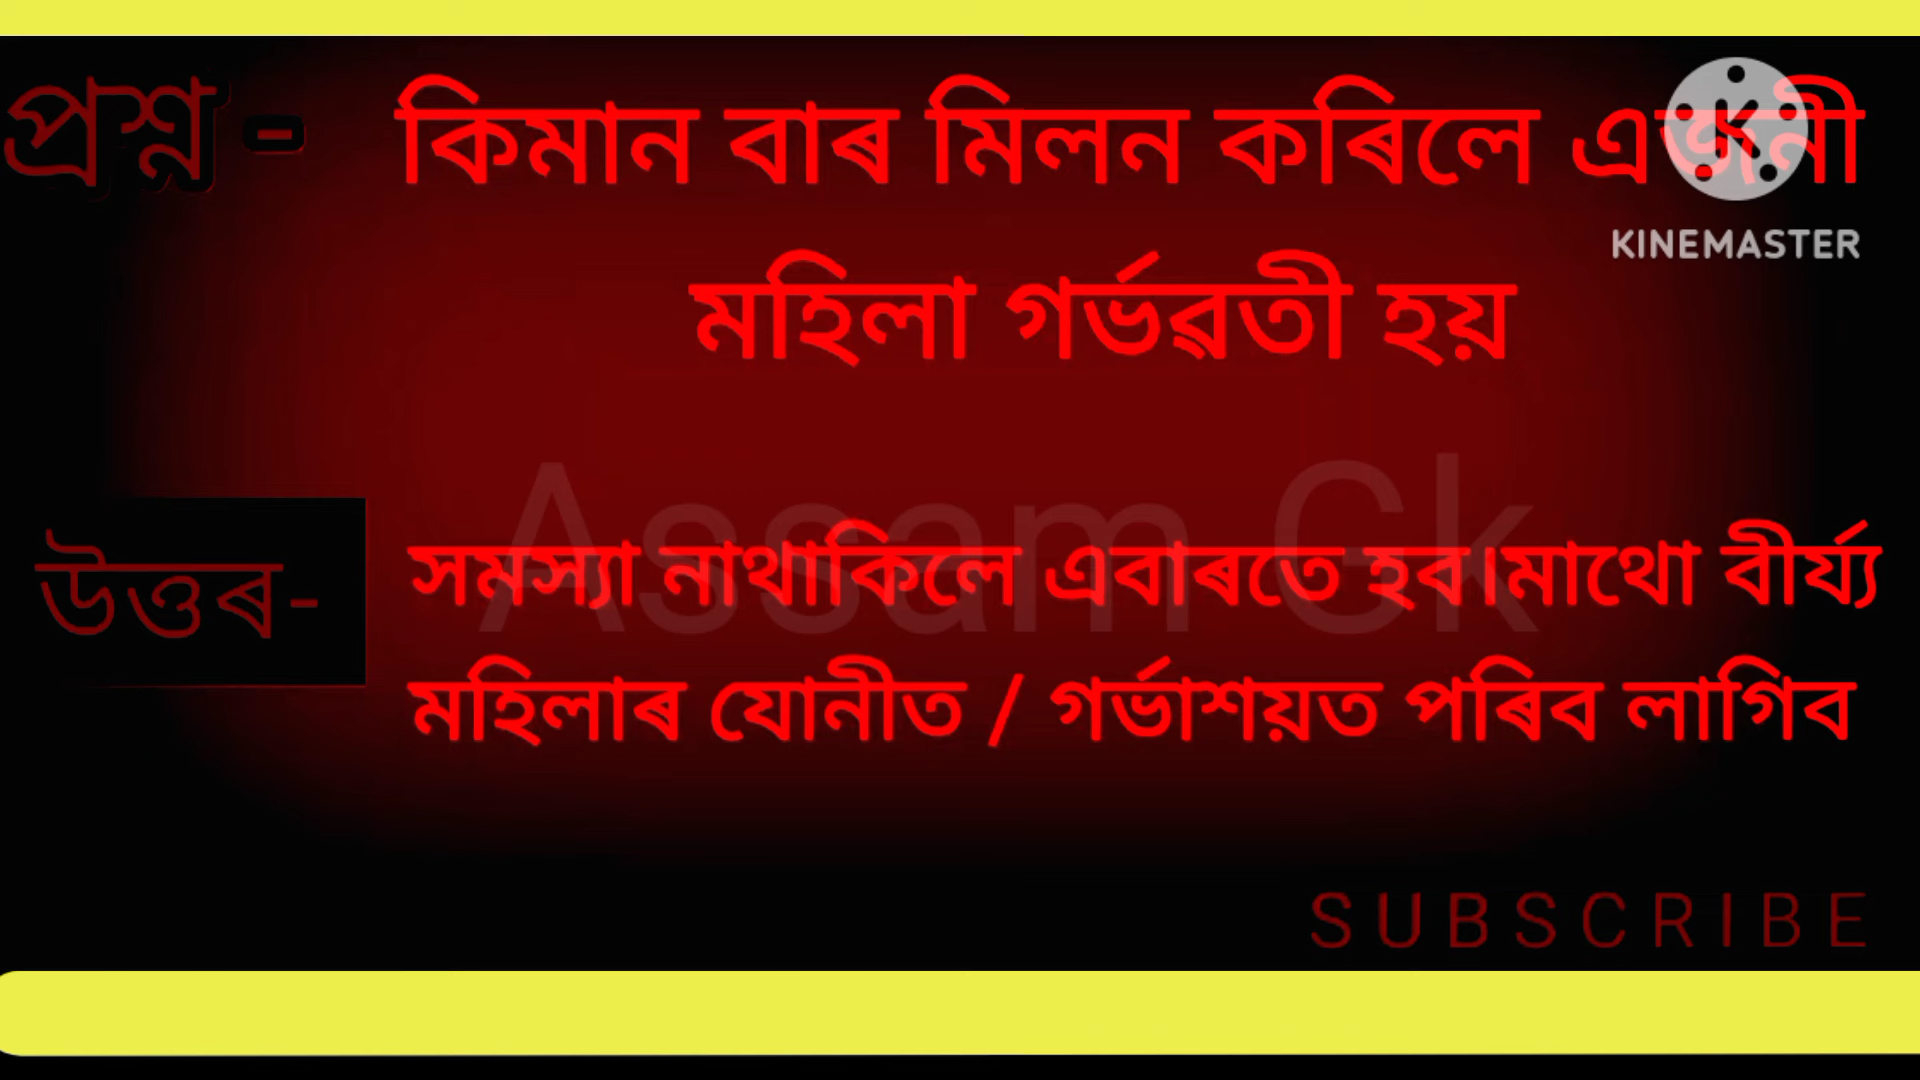 প্ৰশ্ন - কিমান বাৰ মিলন কৰিলে এজনী
KINEMASTER
মহিলা গৰ্ভৱতী হয়
Assam Gk
উত্তৰ- সমস্যা নাথাকিলে এবাৰতে হব।মাথো বীৰ্য্য
মহিলাৰ যোনীত / গৰ্ভাশয়ত পৰিব লাগিব
SUBSCRIBE